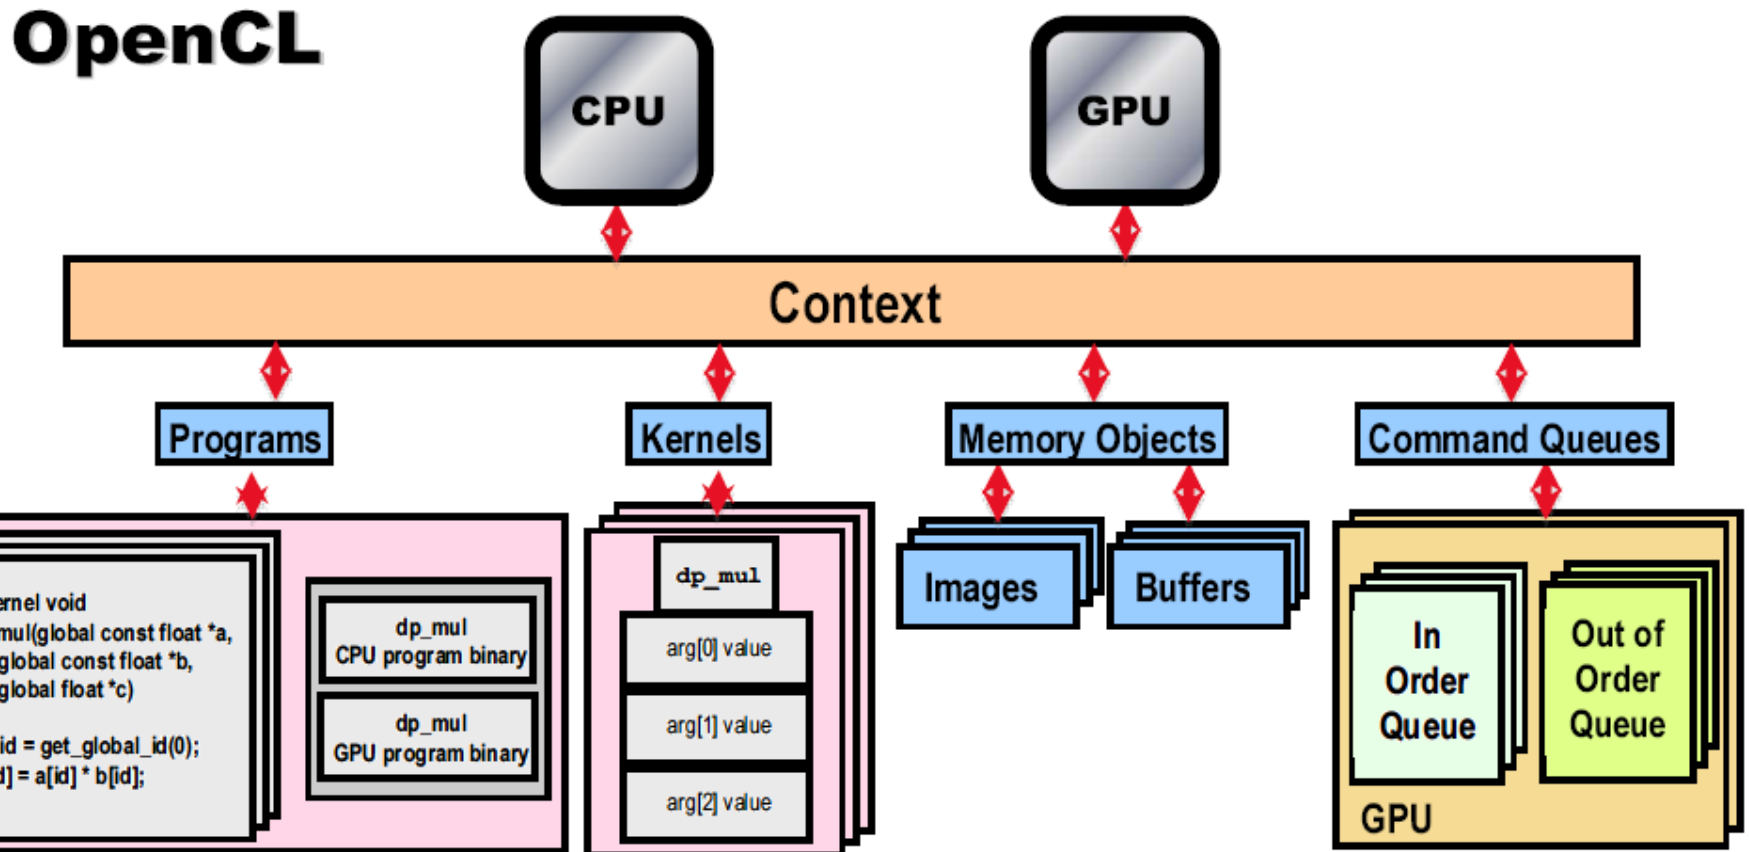 OpenCL
CPU
GPU
Context
Programs
Kernels
Memory Objects
Command Queues
ernel void
mul(global const float *a,
global const float *b,
global float *c)
id = get_global_id(0);
d] = a[id] * b[id];
dp_mul
CPU program binary
dp_mul
GPU program binary
dp_mul
arg[0] value
arg[1] value
arg[2] value
Images
Buffers
In
Order
Queue
Out of
Order
Queue
GPU